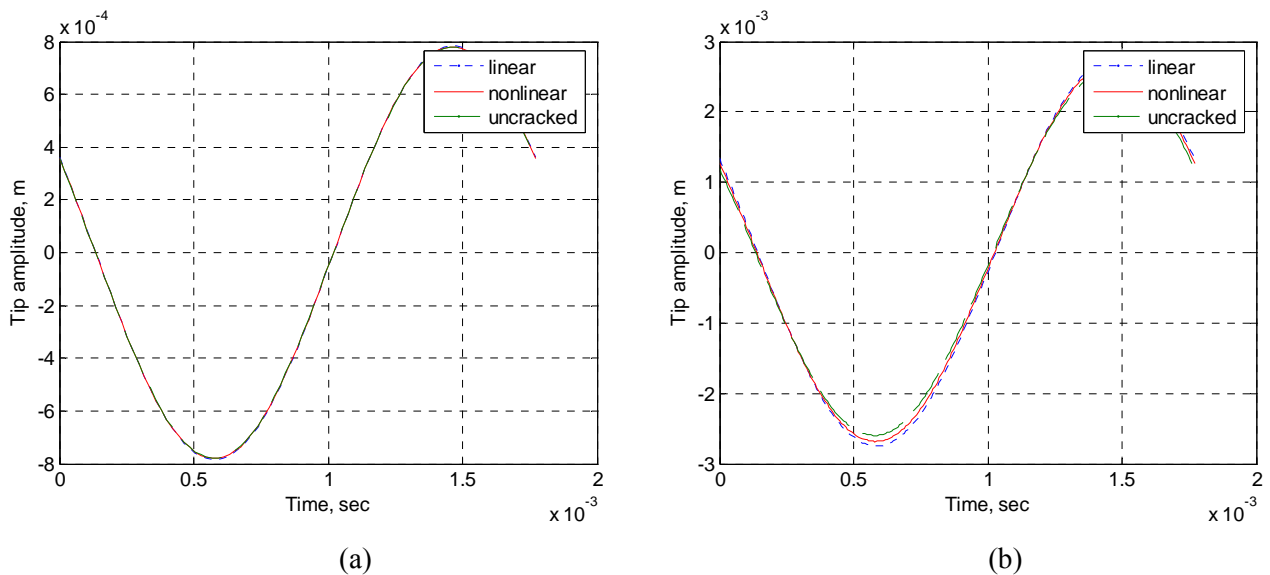 x 10⁻⁴
8
6
4
2
0
-2
-4
-6
-8
Tip amplitude, m
0
0.5
1
1.5
2
Time, sec
x 10⁻³
linear
nonlinear
uncracked
(a)
x 10⁻³
3
2
1
0
-1
-2
-3
Tip amplitude, m
0
0.5
1
1.5
2
Time, sec
x 10⁻³
linear
nonlinear
uncracked
(b)